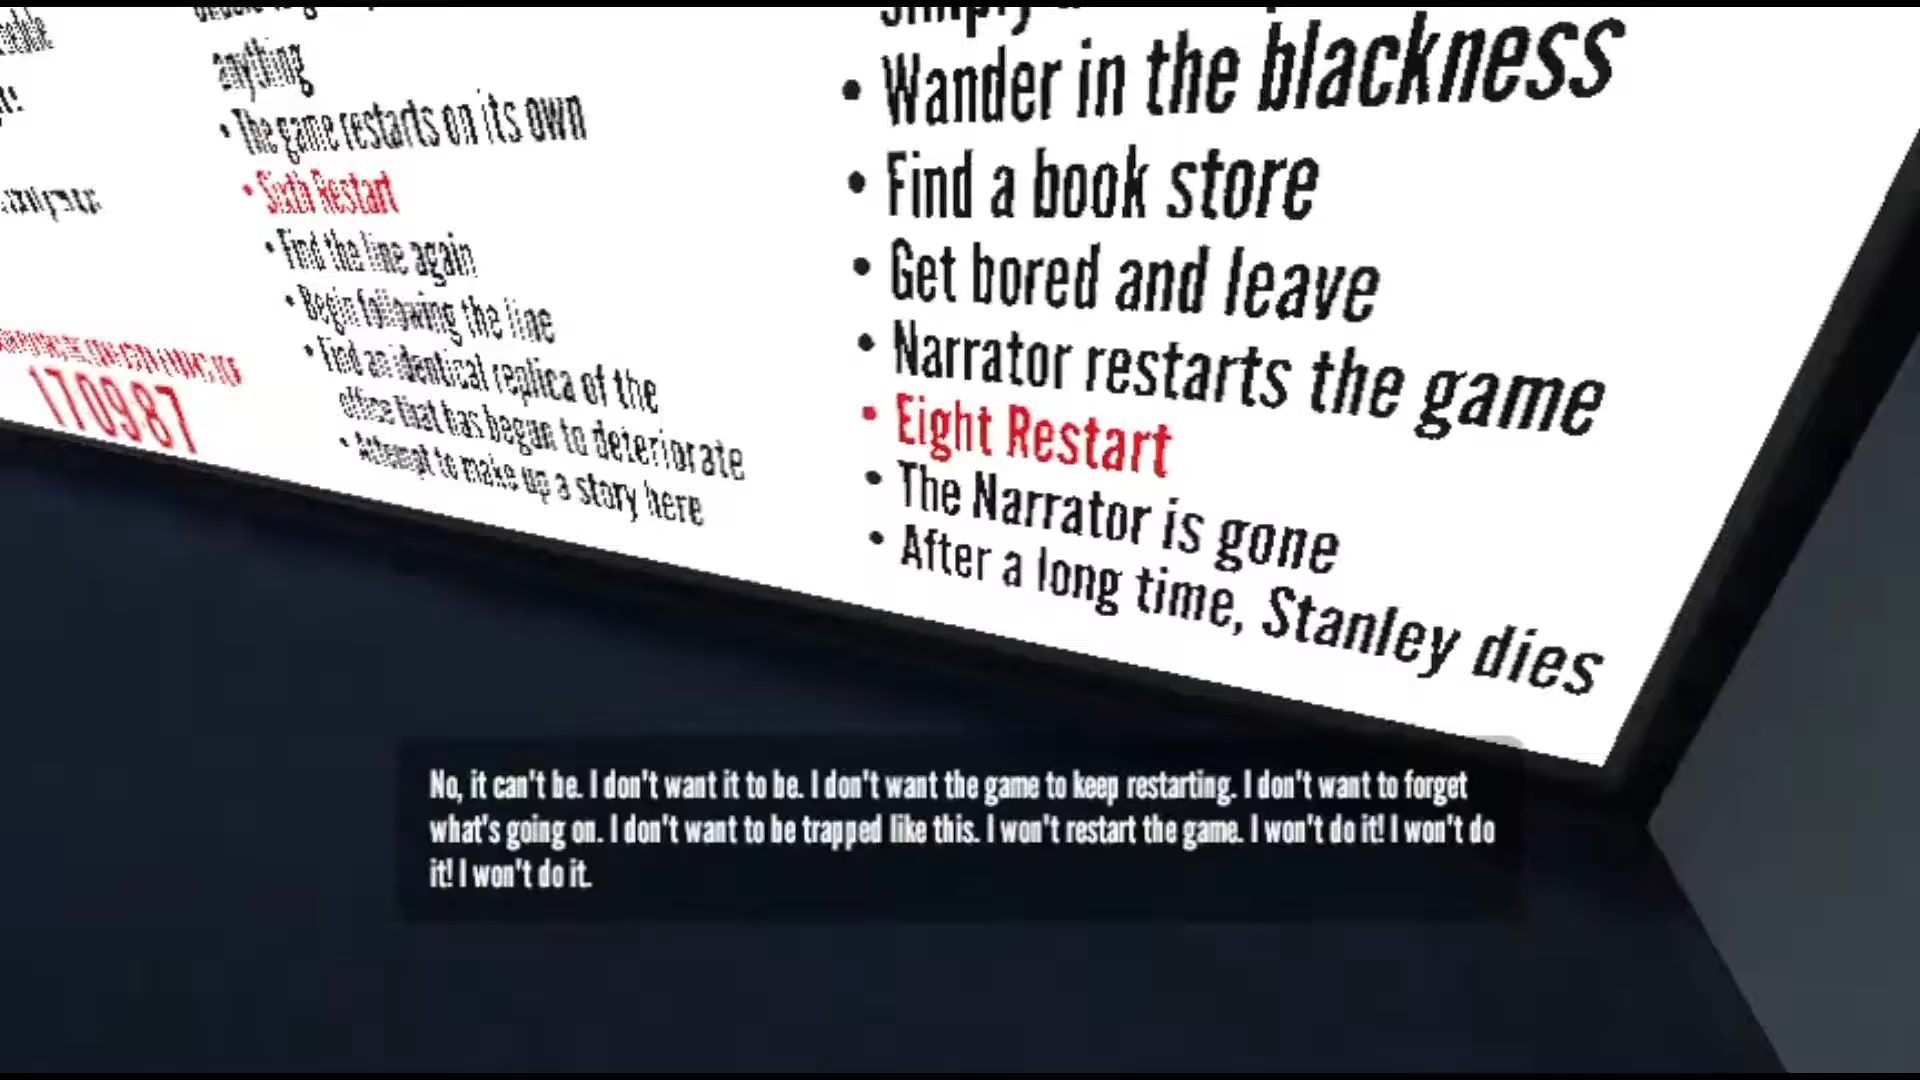 anything
• The game restarts on its own
• Sixth Restart
• Find the line again
• Begin following the line
• Find an identical replica of the
office that has begun to deteriorate
• Attempt to make up a story here
170987
Simply
• Wander in the blackness
• Find a book store
• Get bored and leave
• Narrator restarts the game
• Eight Restart
• The Narrator is gone
• After a long time, Stanley dies
No, it can't be. I don't want it to be. I don't want the game to keep restarting. I don't want to forget
what's going on. I don't want to be trapped like this. I won't restart the game. I won't do it! I won't do
it! I won't do it.